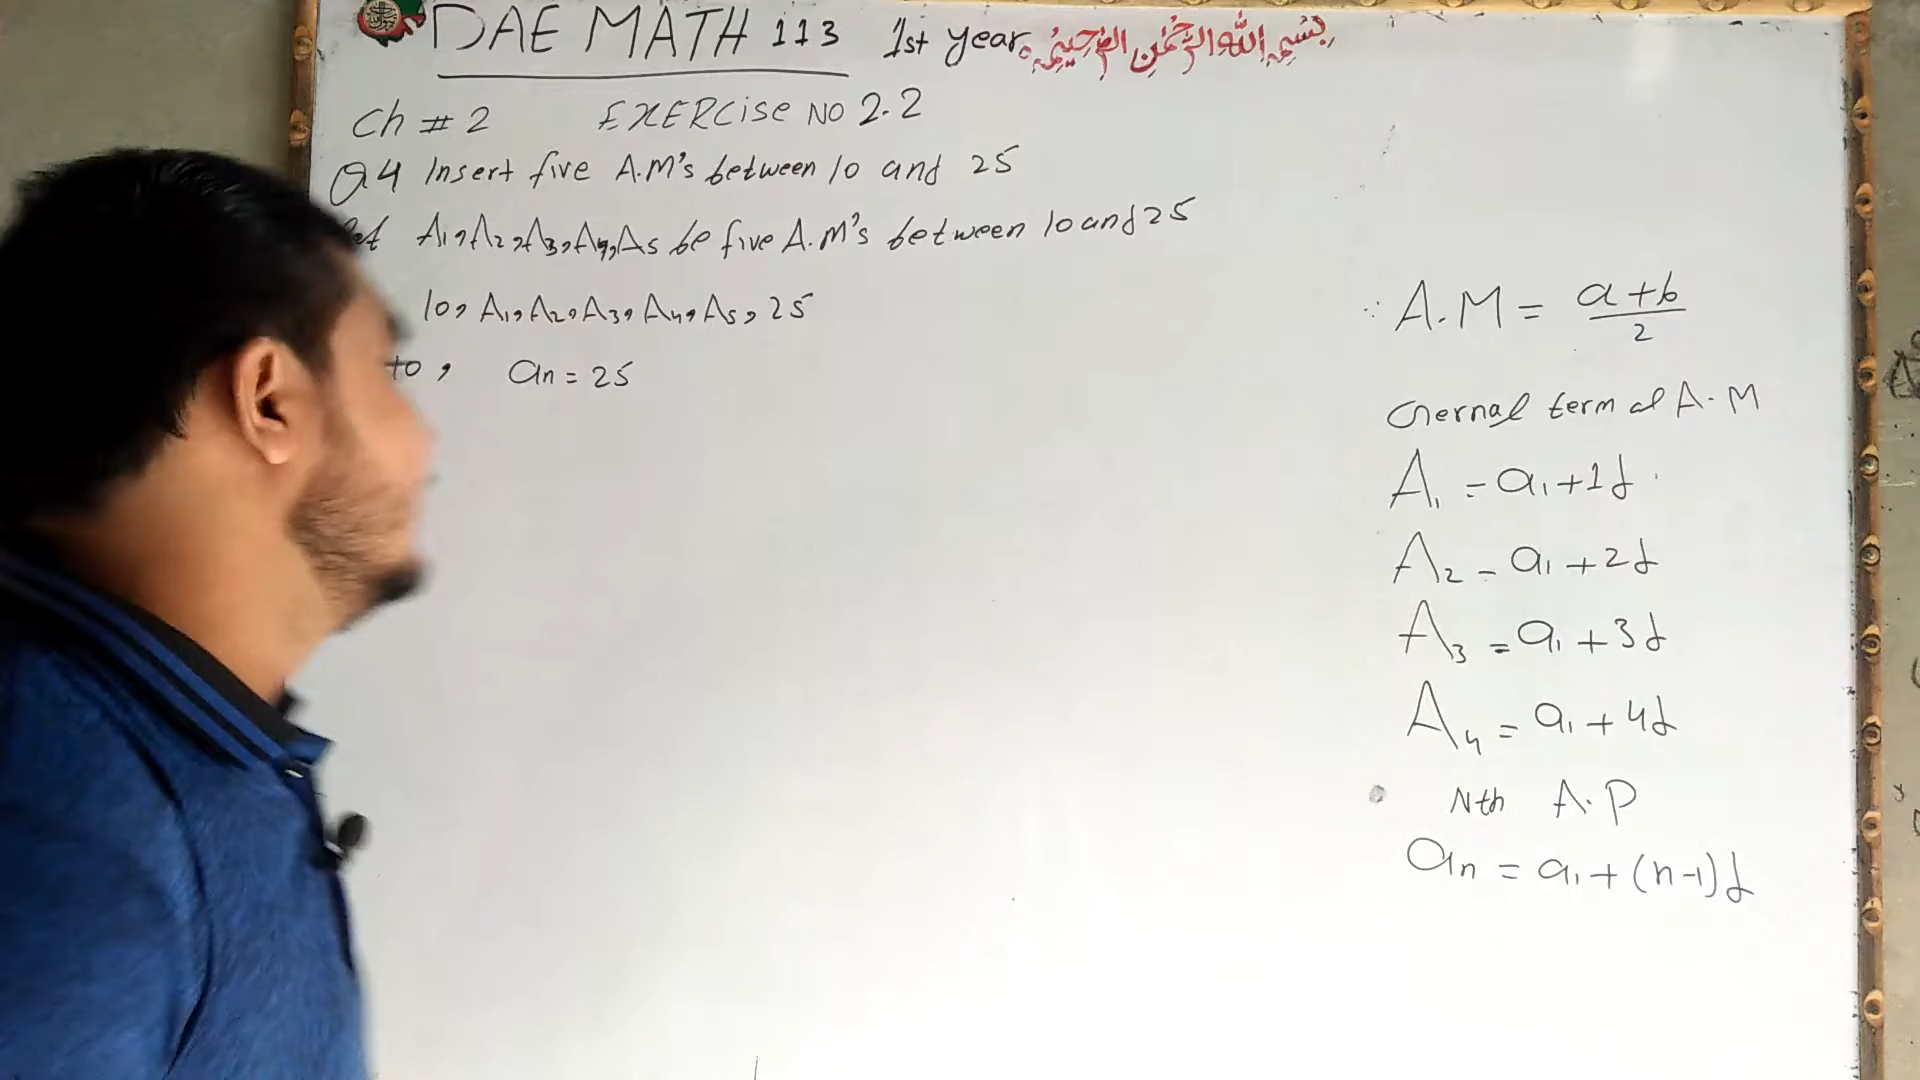 DAE MATH 113 1st year بِسْمِ اللهِ الرَّحْمٰنِ الرَّحِيْمِ
Ch # 2 EXERCise NO 2.2
Q4 Insert five A.M's between 10 and 25
A1,A2,A3,A4,A5 be five A.M's between 10 and 25
10, A1, A2, A3, A4, A5, 25
, an = 25
∵ A.M = a+b
2
Gernal term of A.M
A1 = a1+1d
A2 = a1+2d
A3 = a1+3d
A4 = a1+4d
Nth A.P
an = a1+(n-1)d